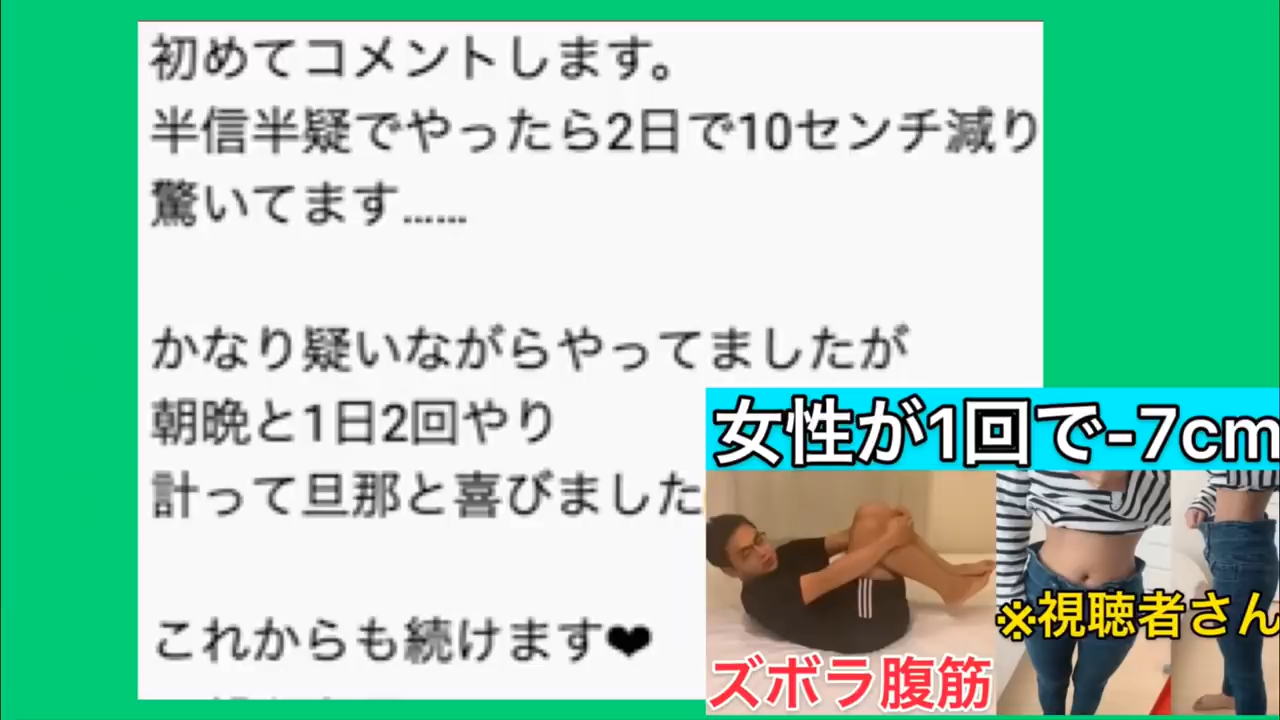 初めてコメントします。
半信半疑でやったら2日で10センチ減り
驚いてます……
かなり疑いながらやってましたが
朝晩と1日2回やり
計って旦那と喜びました
これからも続けます❤
女性が1回で-7cm
※視聴者さん
ズボラ腹筋